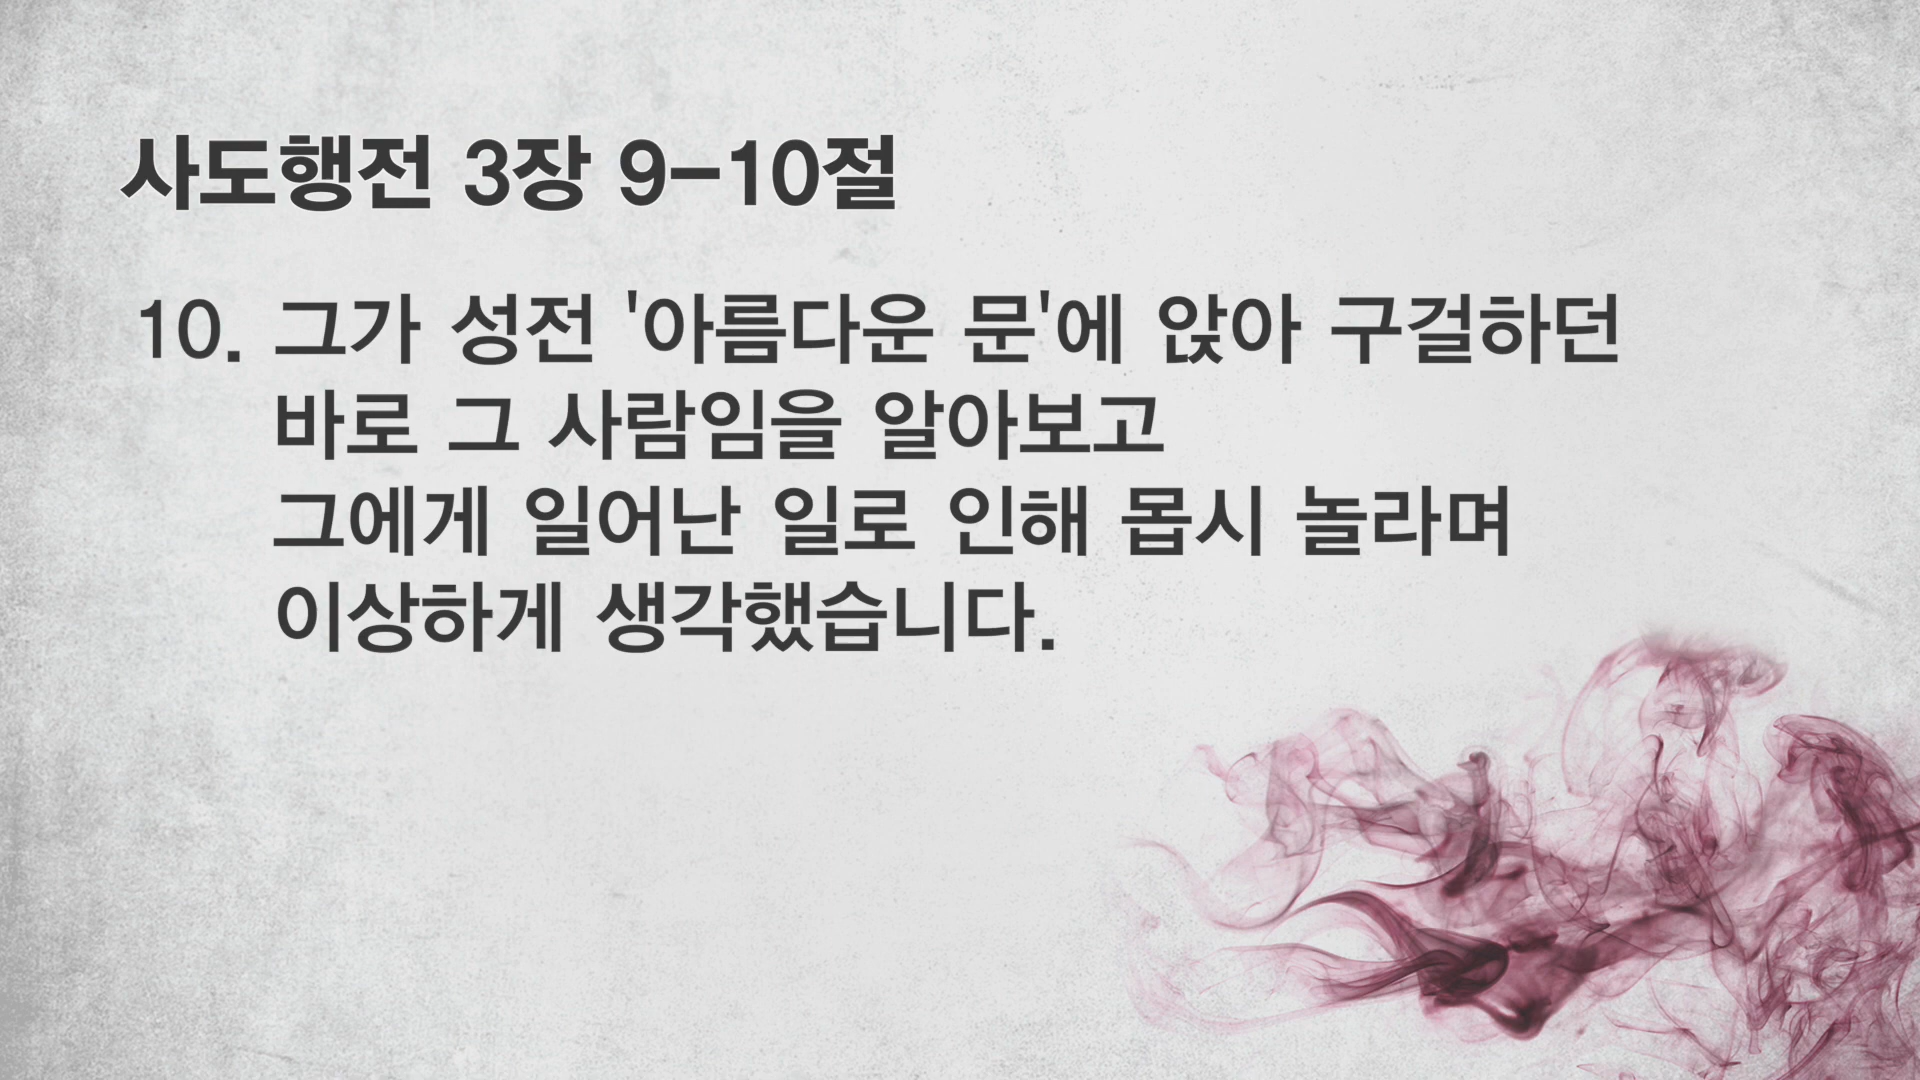 사도행전 3장 9-10절
10. 그가 성전 '아름다운 문'에 앉아 구걸하던
바로 그 사람임을 알아보고
그에게 일어난 일로 인해 몹시 놀라며
이상하게 생각했습니다.